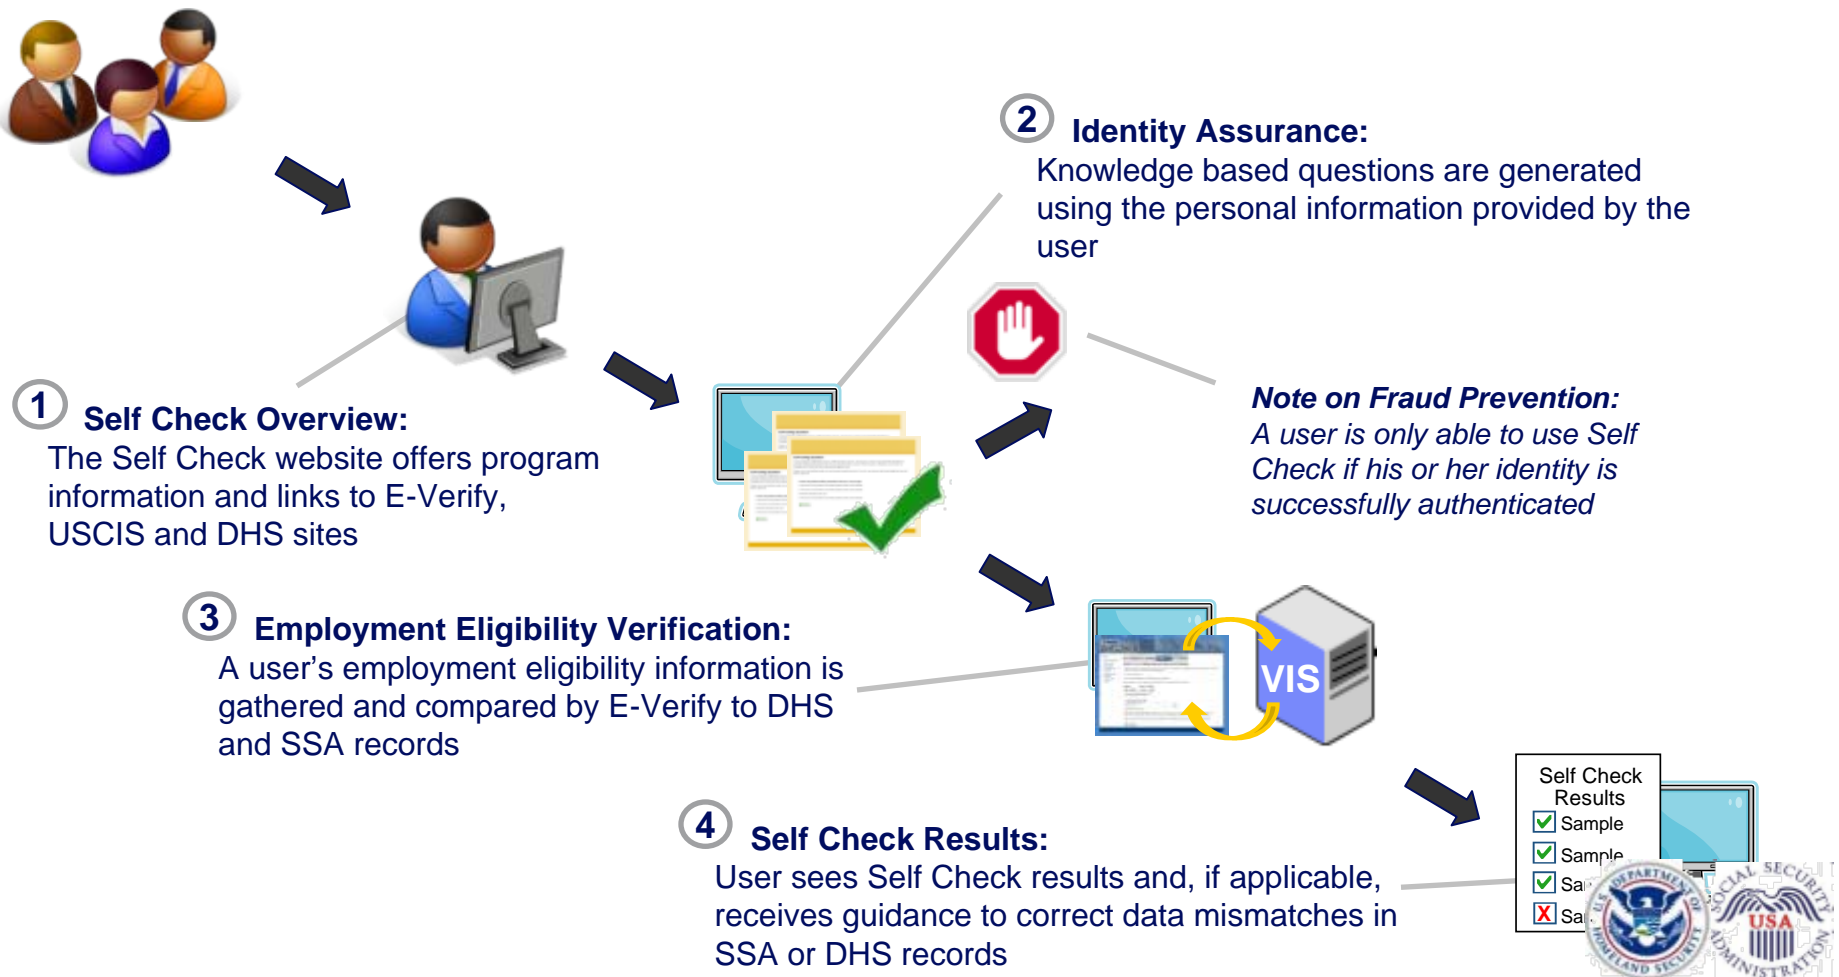 2
Identity Assurance:
Knowledge based questions are generated
using the personal information provided by the
user
1
Self Check Overview:
The Self Check website offers program
information and links to E-Verify,
USCIS and DHS sites
Note on Fraud Prevention:
A user is only able to use Self
Check if his or her identity is
successfully authenticated
3
Employment Eligibility Verification:
A user’s employment eligibility information is
gathered and compared by E-Verify to DHS
and SSA records
VIS
4
Self Check Results:
User sees Self Check results and, if applicable,
receives guidance to correct data mismatches in
SSA or DHS records
Self Check
Results
Sample
Sample
Sa
X Sa
USA